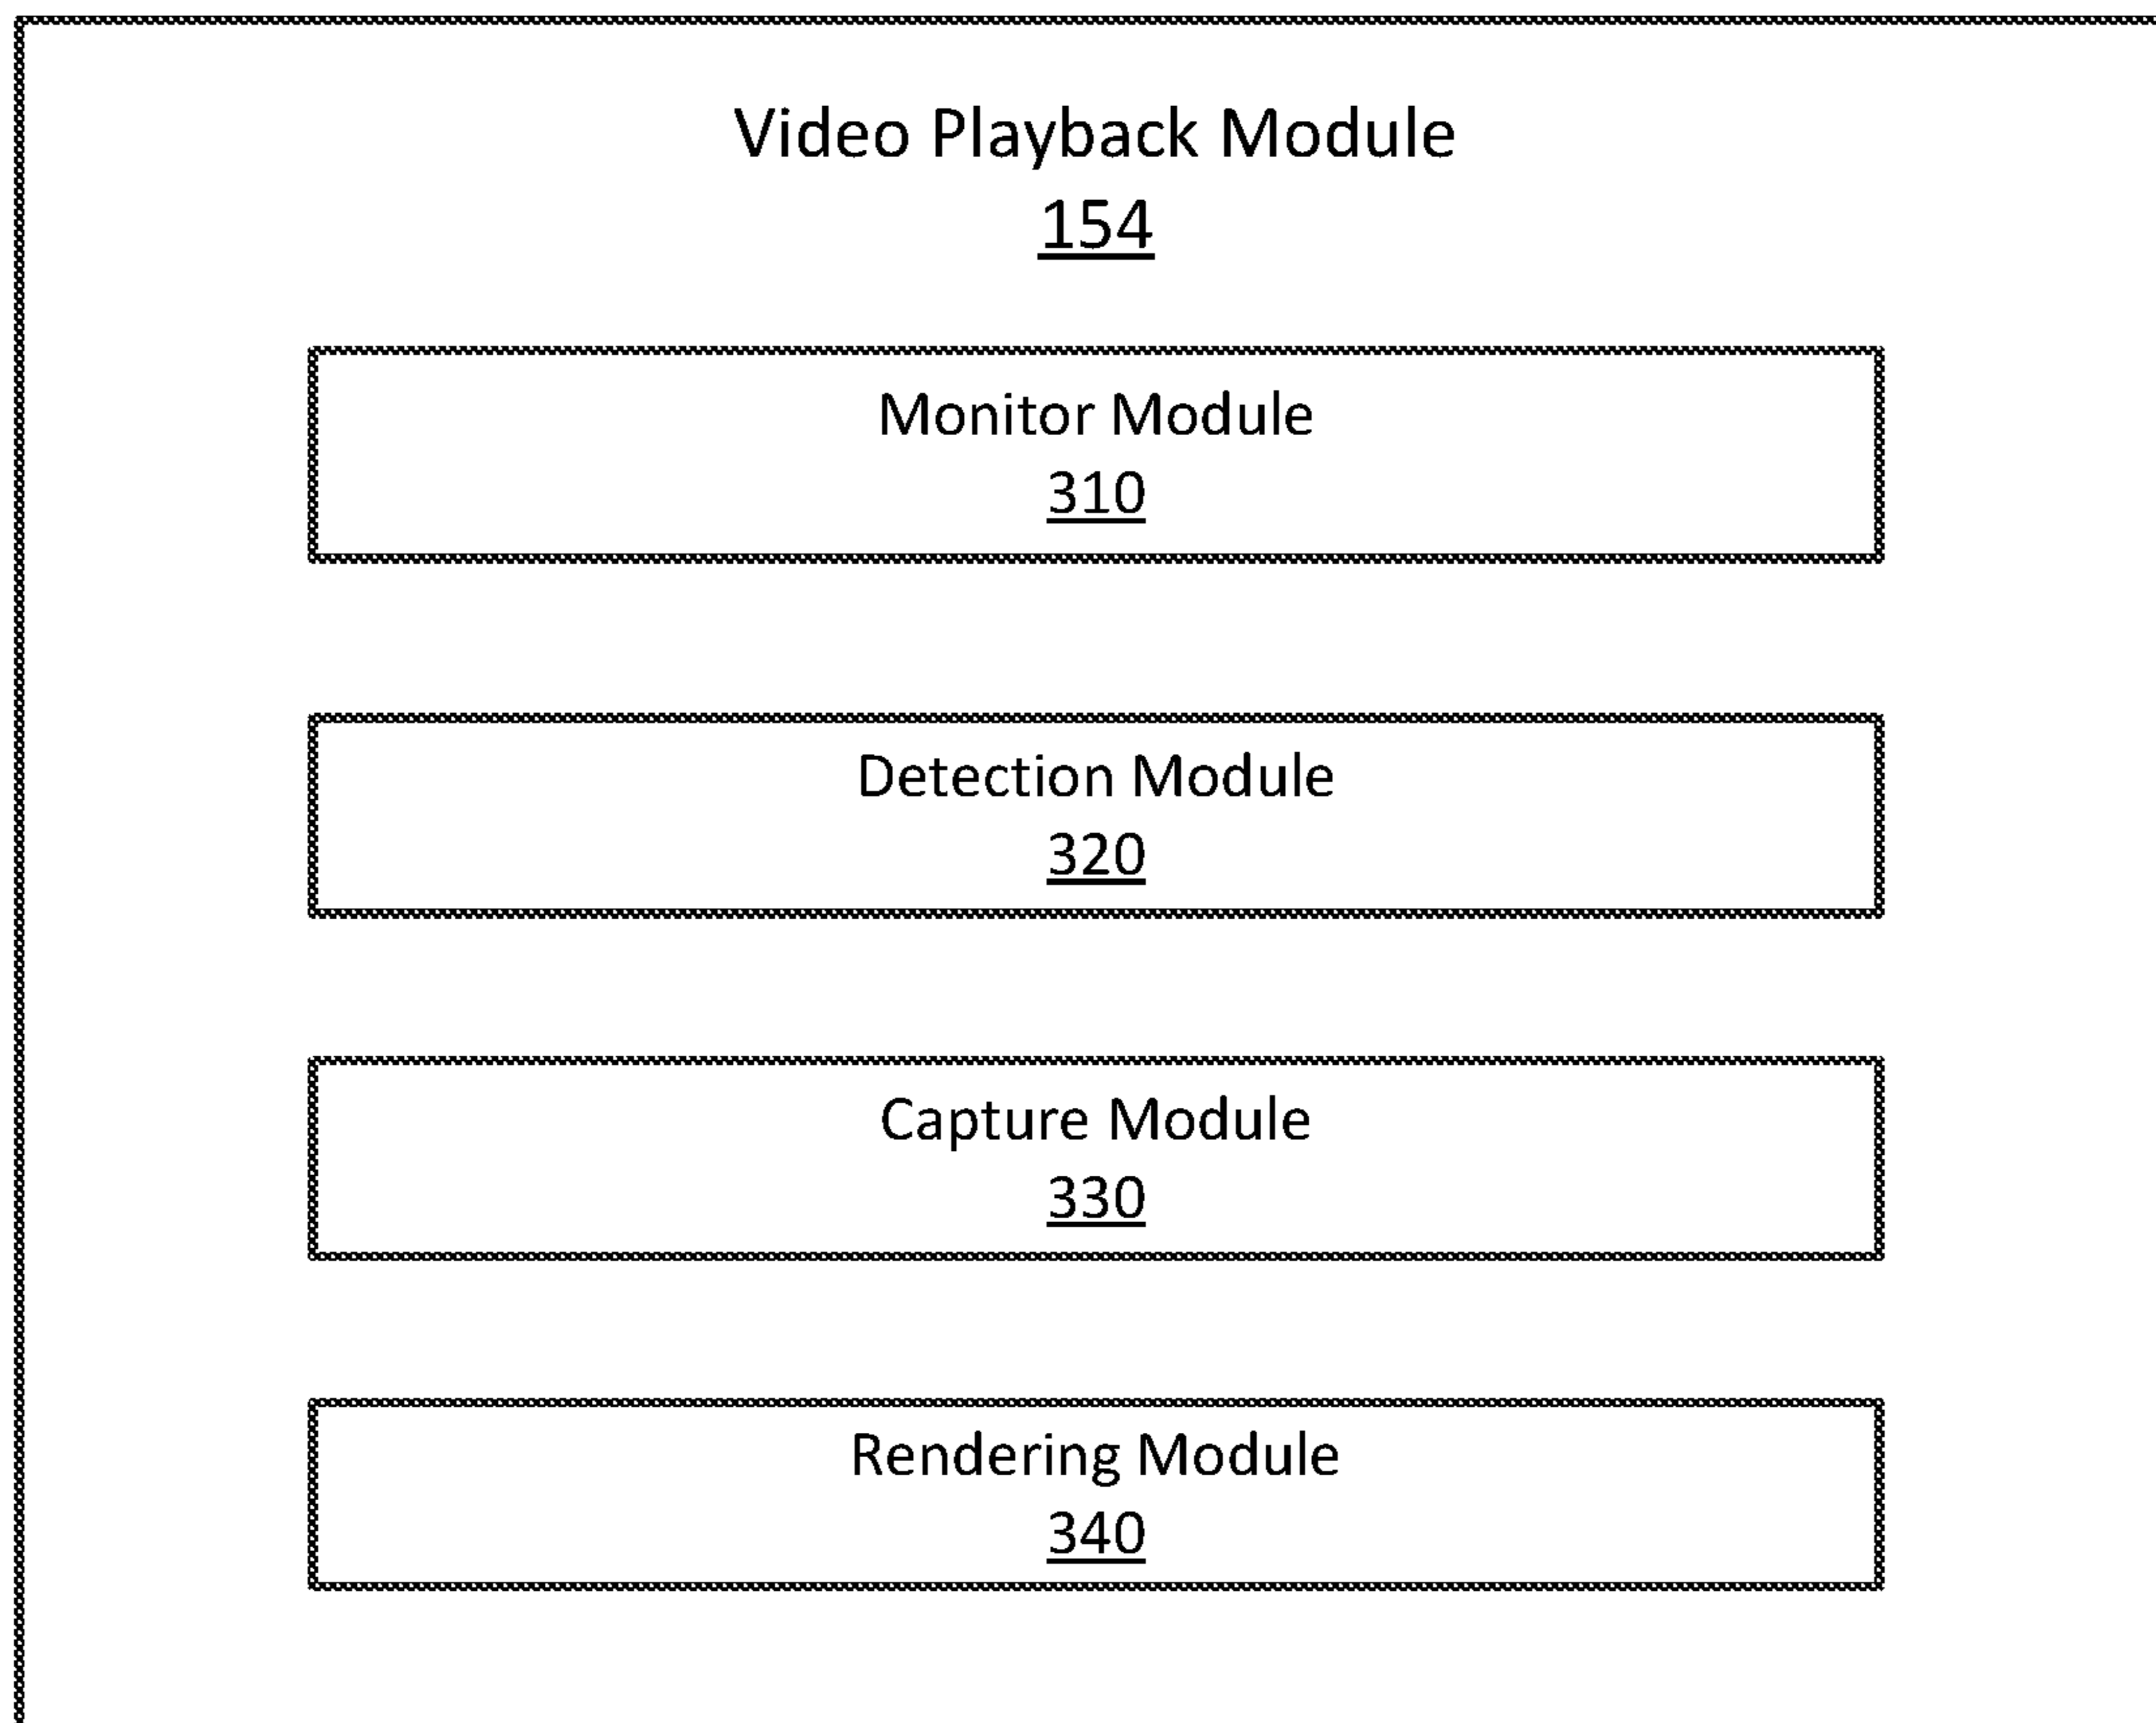 Video Playback Module
154
Monitor Module
310
Detection Module
320
Capture Module
330
Rendering Module
340